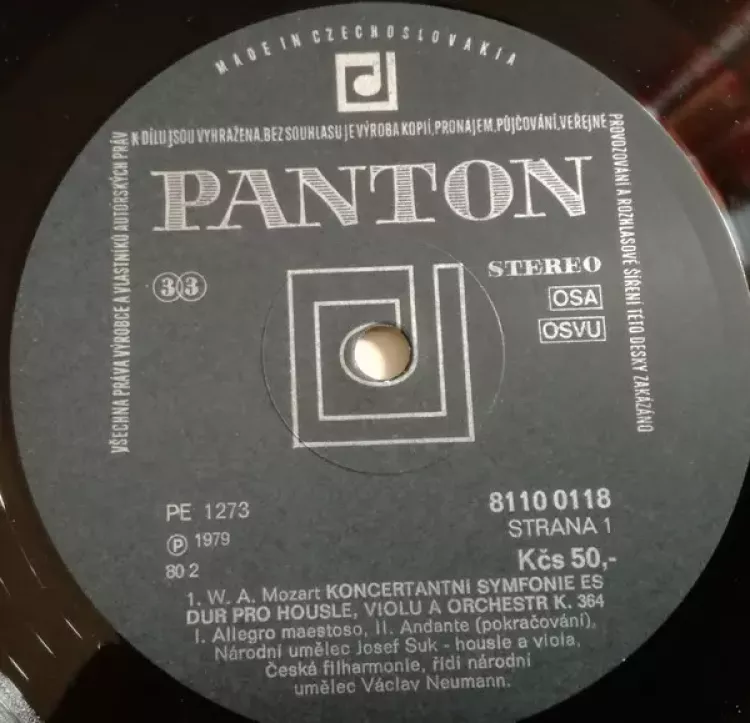 MADE IN CZECHOSLOVAKIA
VŠECHNA PRÁVA VÝROBCE A VLASTNÍKŮ AUTORSKÝCH PRÁV
K DÍLU JSOU VYHRAŽENA. BEZ SOUHLASU JE VÝROBA KOPIÍ, PRONÁJEM, PŮJČOVÁNÍ, VEŘEJNÉ
PROVOZOVÁNÍ A ROZHLASOVÉ ŠÍŘENÍ TÉTO DESKY ZAKÁZÁNO
PANTON
33
STEREO
OSA
OSVU
PE 1273
℗ 1979
80 2
8110 0118
STRANA 1
Kčs 50,-
1. W. A. Mozart KONCERTANTNÍ SYMFONIE ES
DUR PRO HOUSLE, VIOLU A ORCHESTR K. 364
I. Allegro maestoso, II. Andante (pokračování),
Národní umělec Josef Suk - housle a viola,
Česká filharmonie, řídí národní
umělec Václav Neumann.